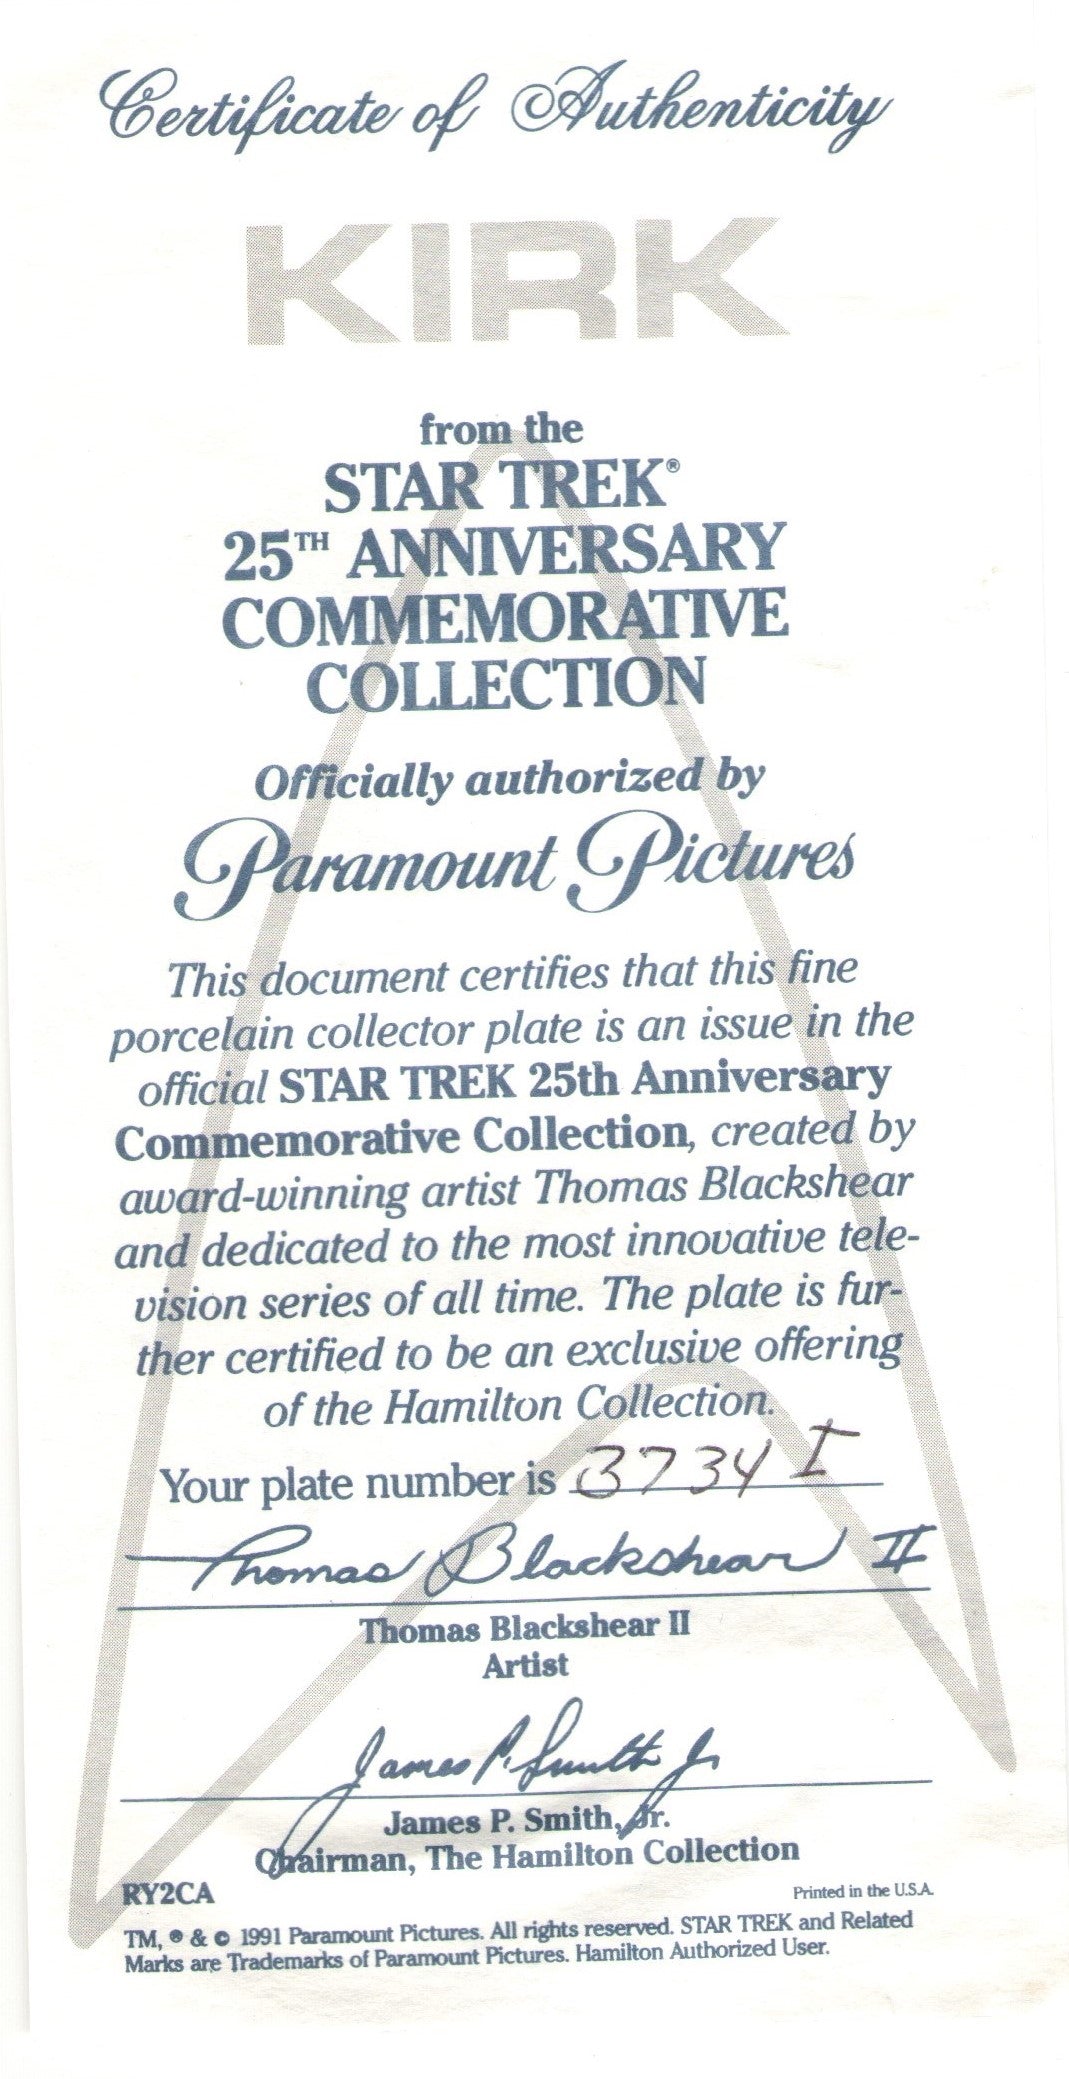 Certificate of Authenticity
KIRK
from the
STAR TREK®
25TH ANNIVERSARY
COMMEMORATIVE
COLLECTION
Officially authorized by
Paramount Pictures
This document certifies that this fine
porcelain collector plate is an issue in the
official STAR TREK 25th Anniversary
Commemorative Collection, created by
award-winning artist Thomas Blackshear
and dedicated to the most innovative tele-
vision series of all time. The plate is fur-
ther certified to be an exclusive offering
of the Hamilton Collection.
Your plate number is 3734 I
Thomas Blackshear II
Thomas Blackshear II
Artist
James P. Smith Jr
James P. Smith, Jr.
Chairman, The Hamilton Collection
RY2CA
Printed in the U.S.A.
TM, ® & © 1991 Paramount Pictures. All rights reserved. STAR TREK and Related
Marks are Trademarks of Paramount Pictures. Hamilton Authorized User.